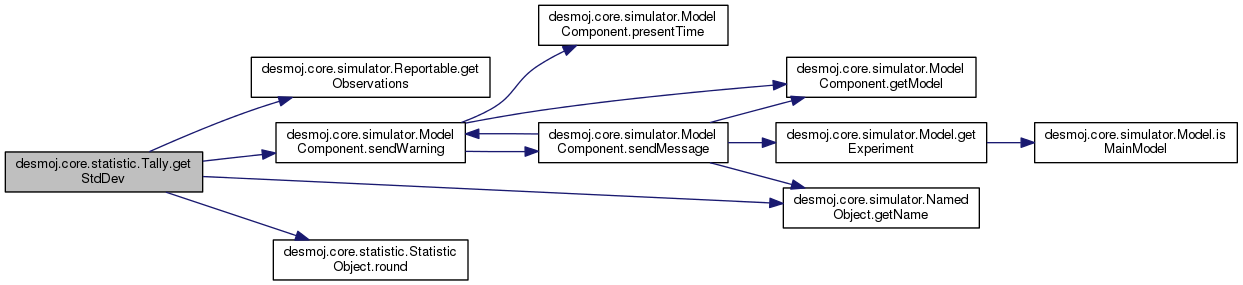 desmoj.core.statistic.Tally.get
StdDev
desmoj.core.simulator.Reportable.get
Observations
desmoj.core.simulator.Model
Component.sendWarning
desmoj.core.statistic.Statistic
Object.round
desmoj.core.simulator.Model
Component.presentTime
desmoj.core.simulator.Model
Component.sendMessage
desmoj.core.simulator.Model
Component.getModel
desmoj.core.simulator.Model.get
Experiment
desmoj.core.simulator.Named
Object.getName
desmoj.core.simulator.Model.is
MainModel